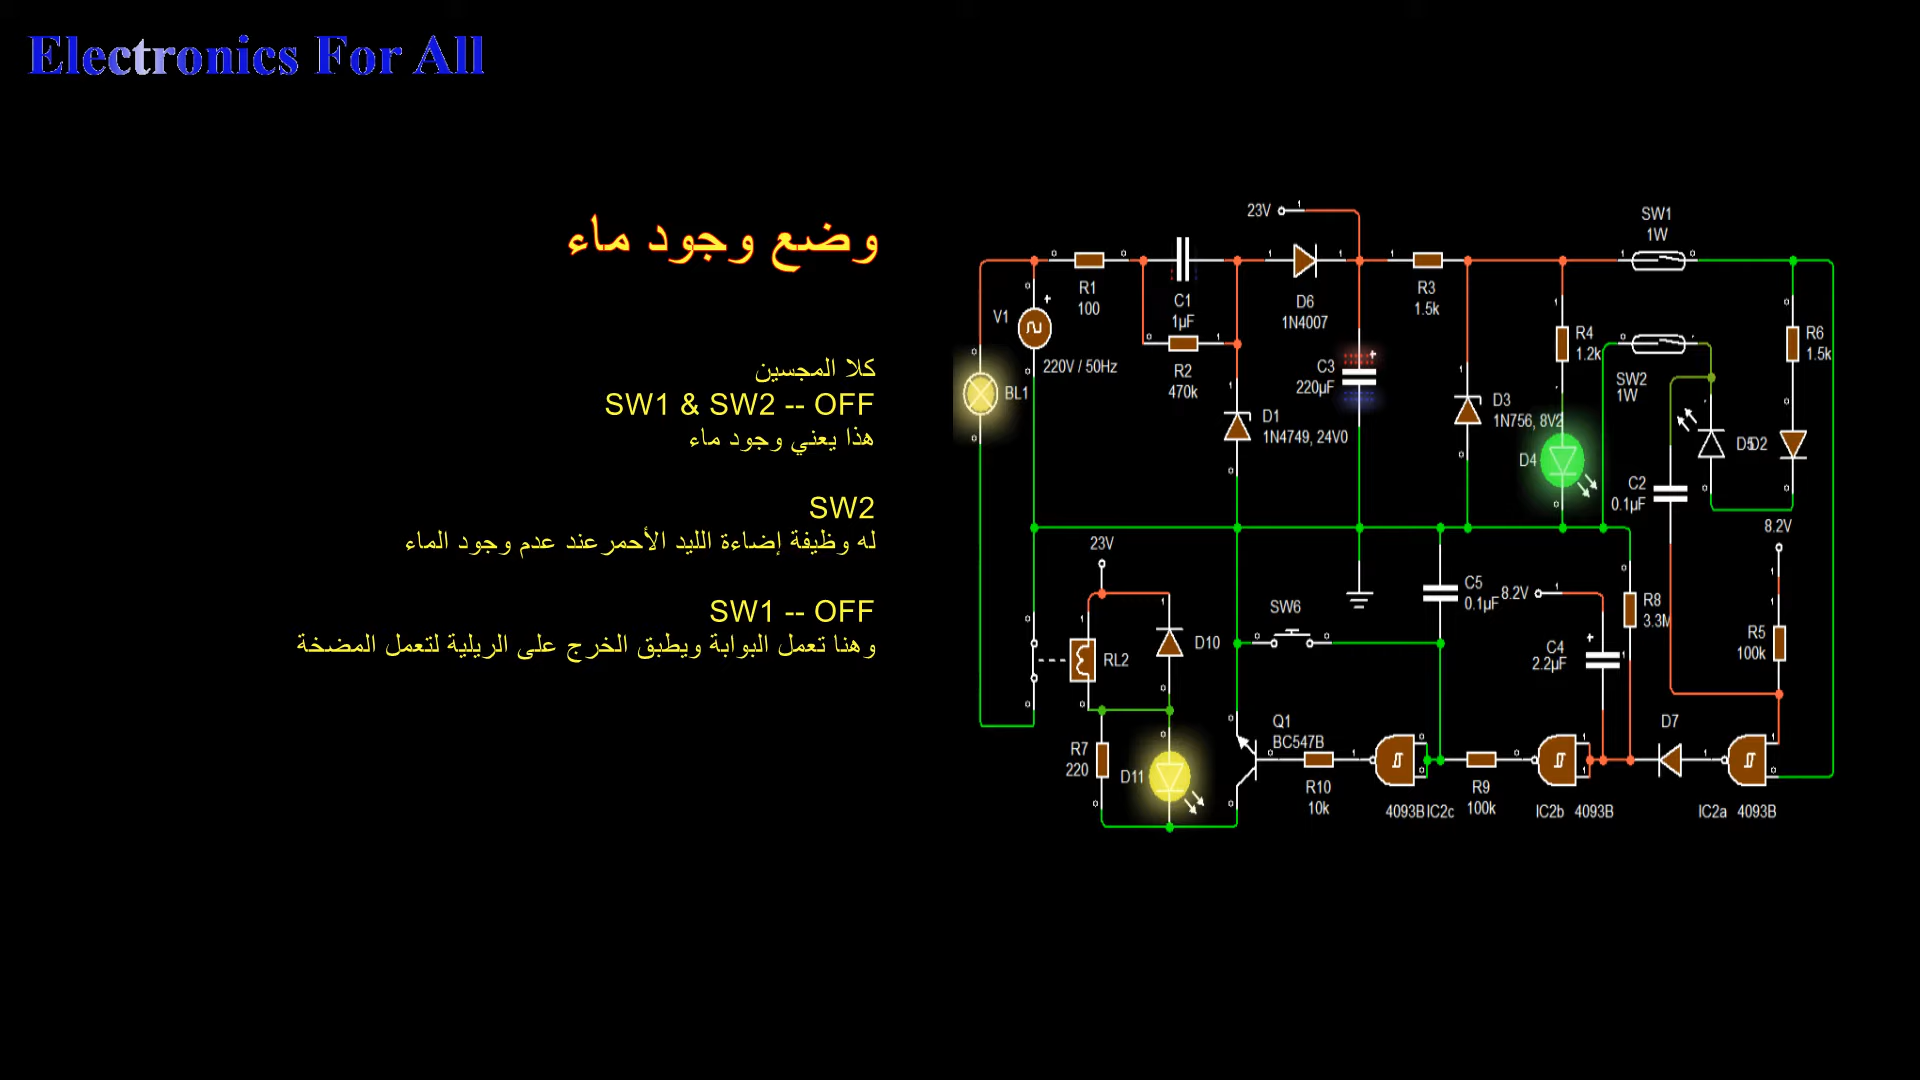 Electronics For All
وضع وجود ماء
كلا المجسين
SW1 & SW2 -- OFF
هذا يعني وجود ماء
SW2
له وظيفة إضاءة الليد الأحمرعند عدم وجود الماء
SW1 -- OFF
وهنا تعمل البوابة ويطبق الخرج على الريلية لتعمل المضخة
23V
SW1
1W
R1
100
C1
1µF
D6
1N4007
R3
1.5k
V1
220V / 50Hz
R2
470k
C3
220µF
R4
1.2k
R6
1.5k
SW2
1W
BL1
D1
1N4749, 24V0
D3
1N756, 8V2
D4
D5
D2
C2
0.1µF
8.2V
23V
C5
0.1µF
8.2V
SW6
R8
3.3M
RL2
D10
C4
2.2µF
R5
100k
Q1
BC547B
D7
R7
220
D11
R10
10k
4093B
IC2c
R9
100k
IC2b
4093B
IC2a
4093B